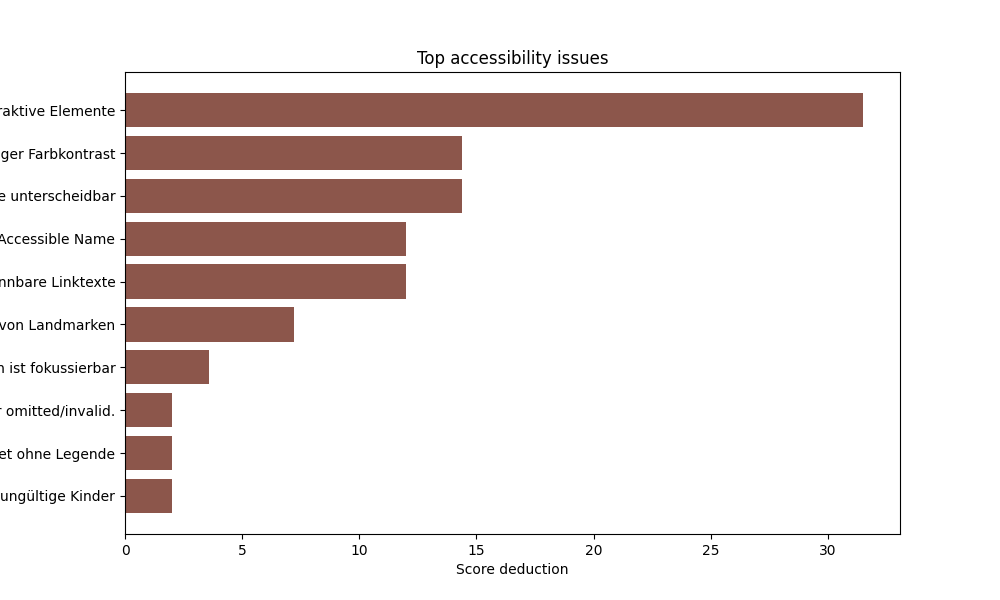 Top accessibility issues
raktive Elemente
ger Farbkontrast
e unterscheidbar
Accessible Name
nnbare Linktexte
von Landmarken
n ist fokussierbar
r omitted/invalid.
et ohne Legende
ungültige Kinder
0 5 10 15 20 25 30
Score deduction